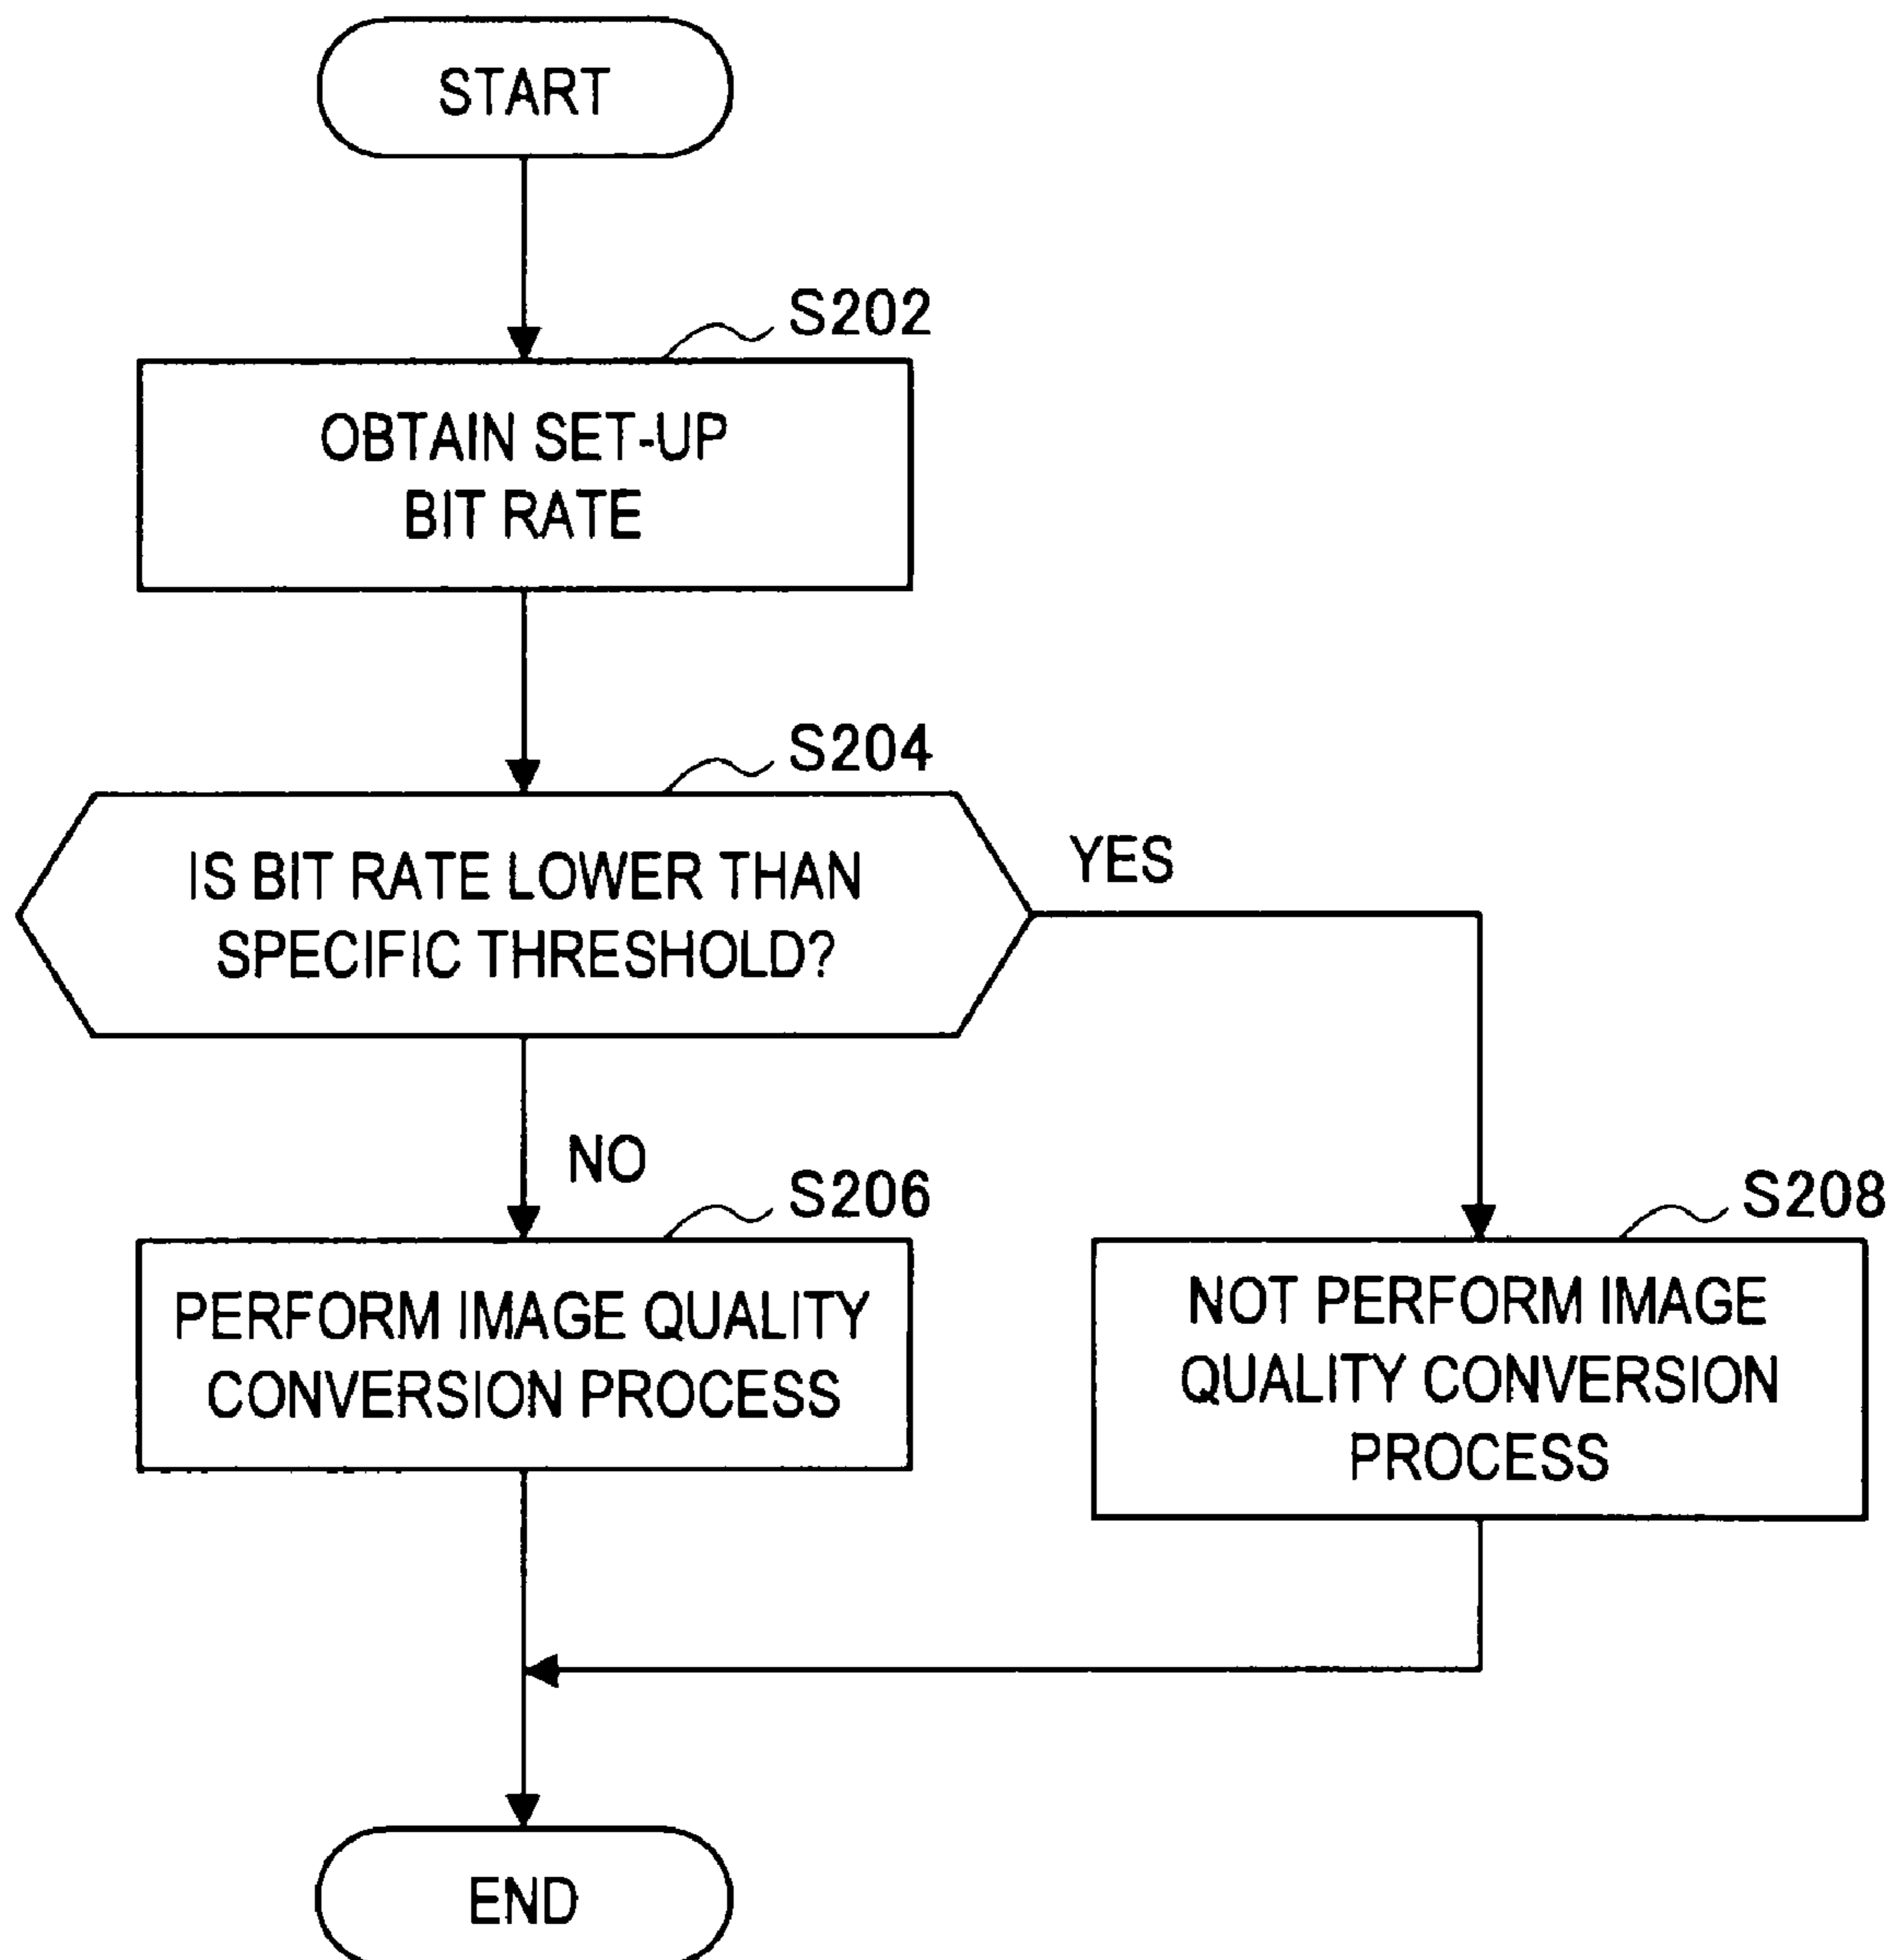 START
S202
OBTAIN SET-UP
BIT RATE
S204
IS BIT RATE LOWER THAN
SPECIFIC THRESHOLD?
YES
NO
S206
PERFORM IMAGE QUALITY
CONVERSION PROCESS
S208
NOT PERFORM IMAGE
QUALITY CONVERSION
PROCESS
END